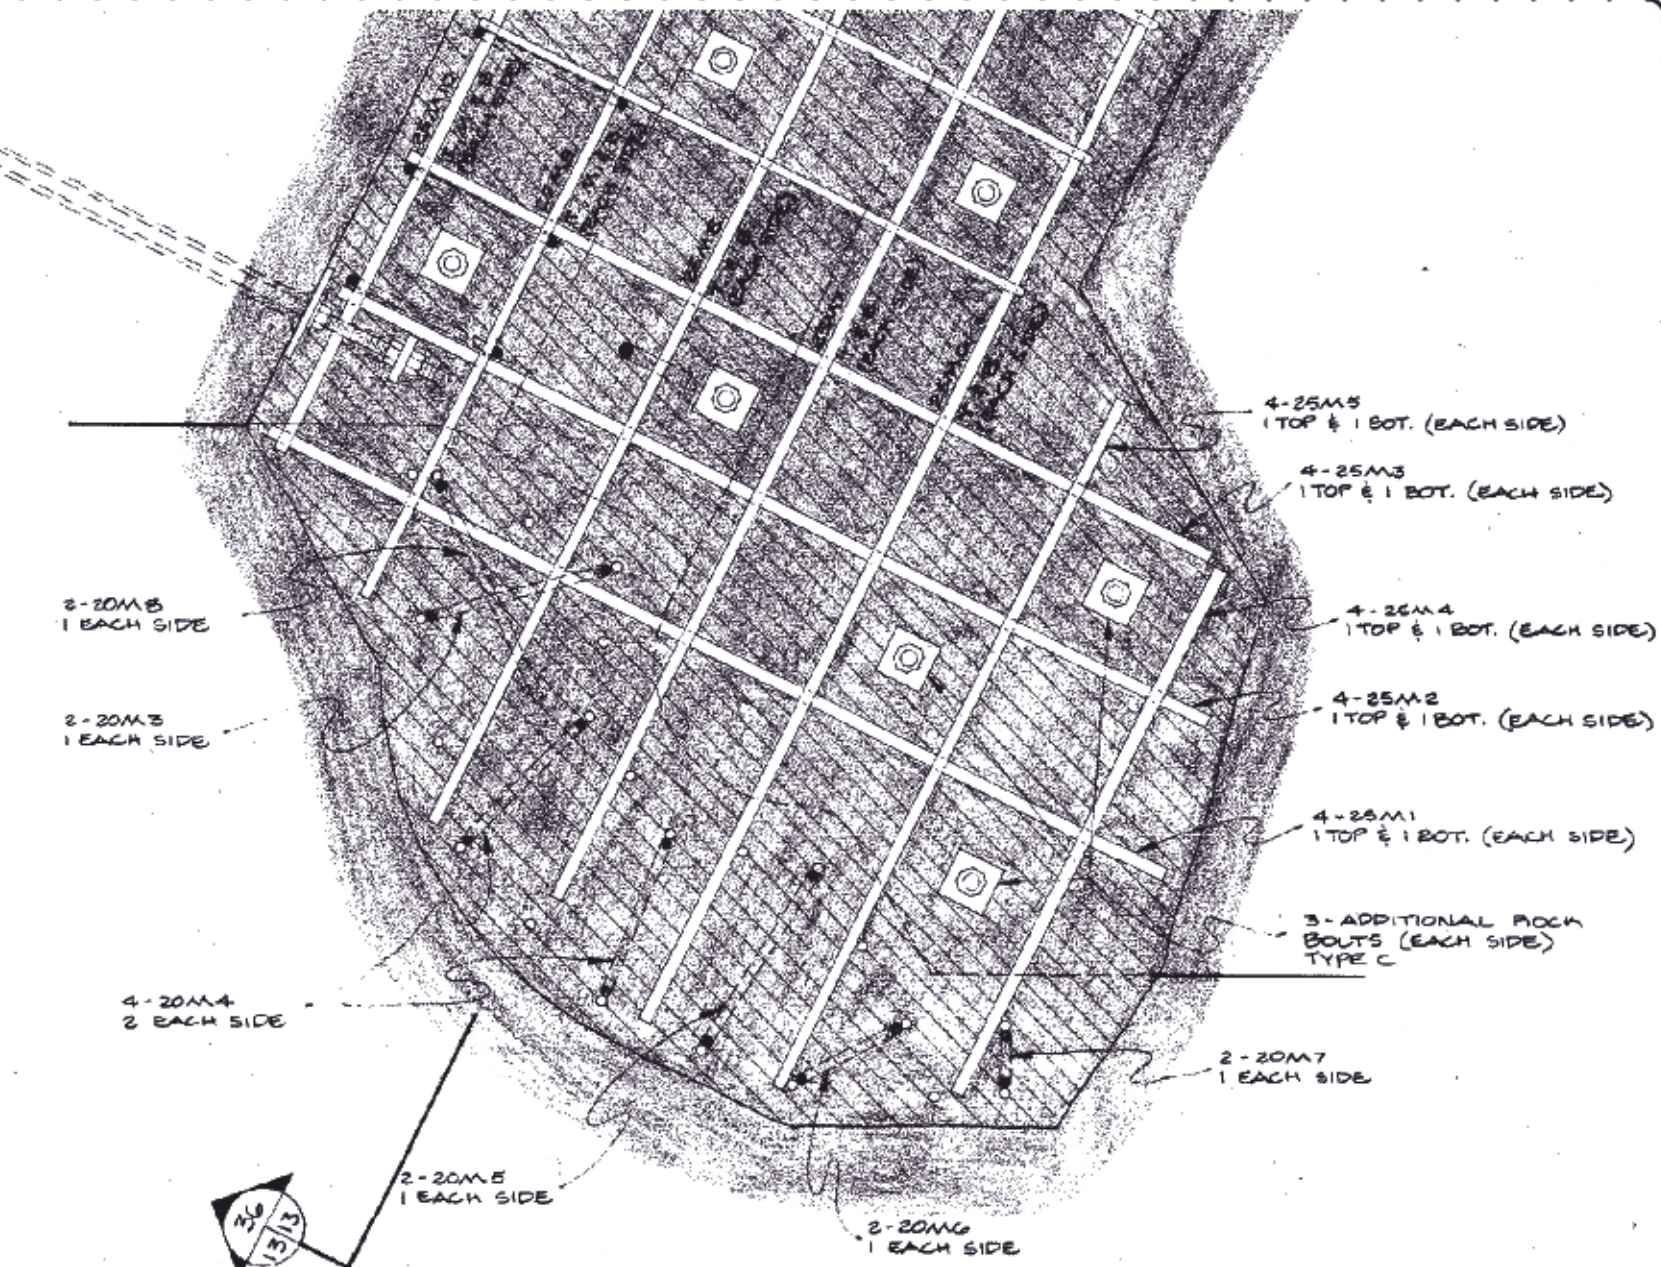 4-25M5
1 TOP & 1 BOT. (EACH SIDE)
4-25M3
1 TOP & 1 BOT. (EACH SIDE)
2-20M8
1 EACH SIDE
4-25M4
1 TOP & 1 BOT. (EACH SIDE)
4-25M2
1 TOP & 1 BOT. (EACH SIDE)
2-20M3
1 EACH SIDE
4-25M1
1 TOP & 1 BOT. (EACH SIDE)
3-ADDITIONAL ROCK
BOLTS (EACH SIDE)
TYPE C
4-20M4
2 EACH SIDE
2-20M7
1 EACH SIDE
2-20M5
1 EACH SIDE
2-20M6
1 EACH SIDE
36
13 13